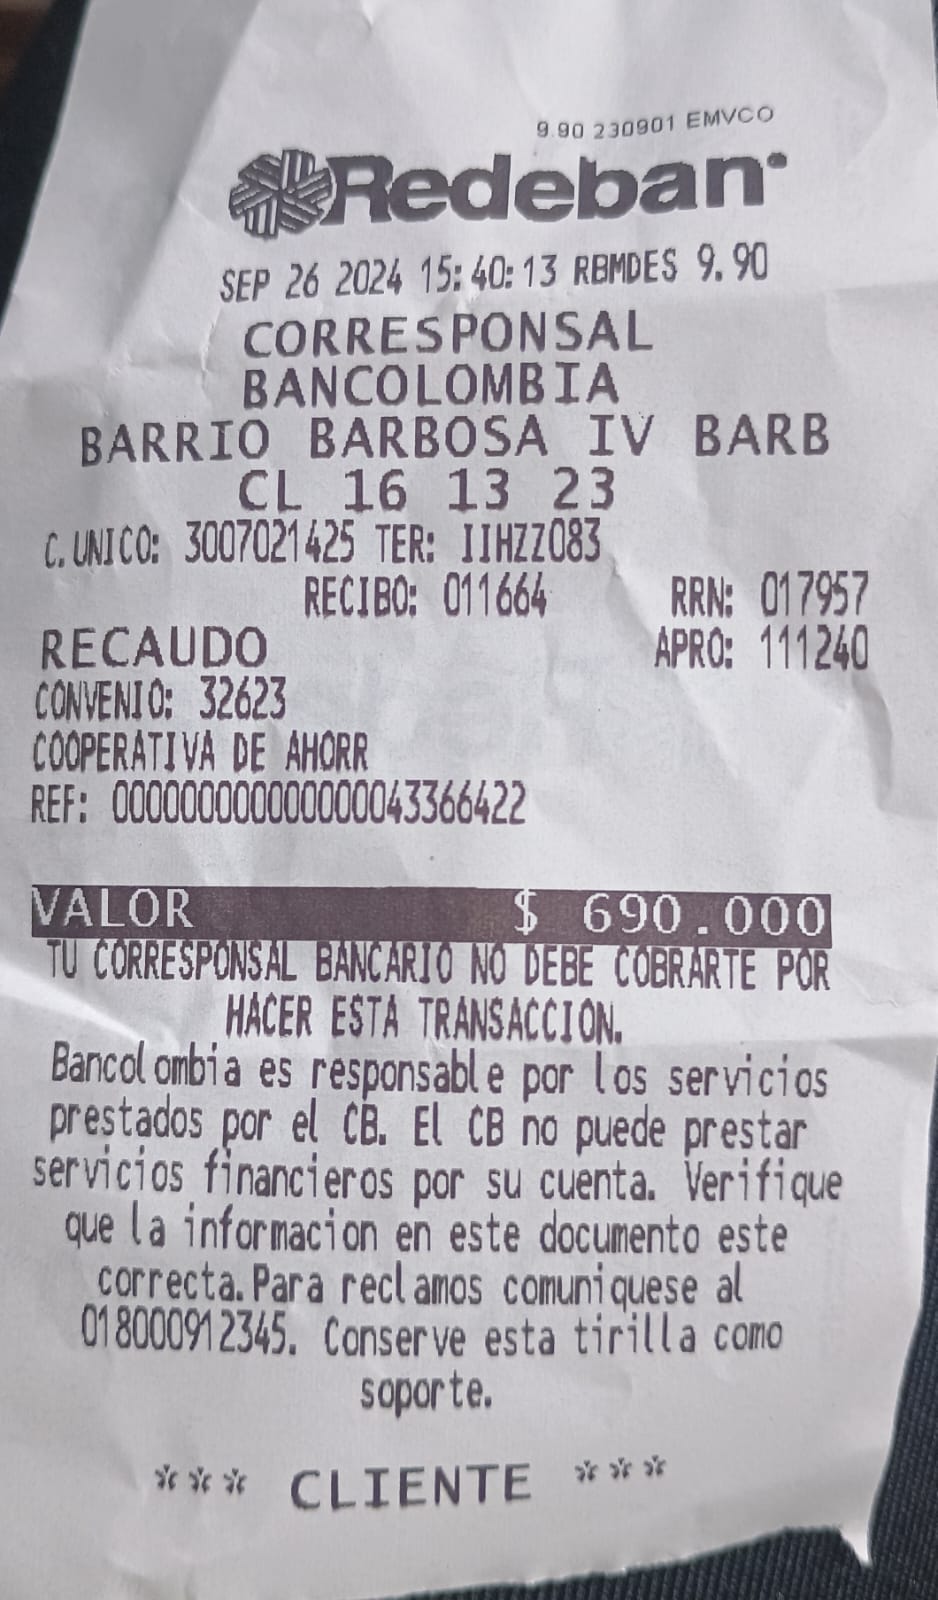 9.90 230901 EMVCO
Redeban
SEP 26 2024 15:40:13 RBMDES 9.90
CORRESPONSAL
BANCOLOMBIA
BARRIO BARBOSA IV BARB
CL 16 13 23
C. UNICO: 3007021425 TER: IIHZZ083
RECIBO: 011664 RRN: 017957
RECAUDO APRO: 111240
CONVENIO: 32623
COOPERATIVA DE AHORR
REF: 000000000000000043366422
VALOR $ 690.000
TU CORRESPONSAL BANCARIO NO DEBE COBRARTE POR
HACER ESTA TRANSACCION.
Bancolombia es responsable por los servicios
prestados por el CB. El CB no puede prestar
servicios financieros por su cuenta. Verifique
que la informacion en este documento este
correcta.Para reclamos comuniquese al
018000912345. Conserve esta tirilla como
soporte.
*** CLIENTE ***